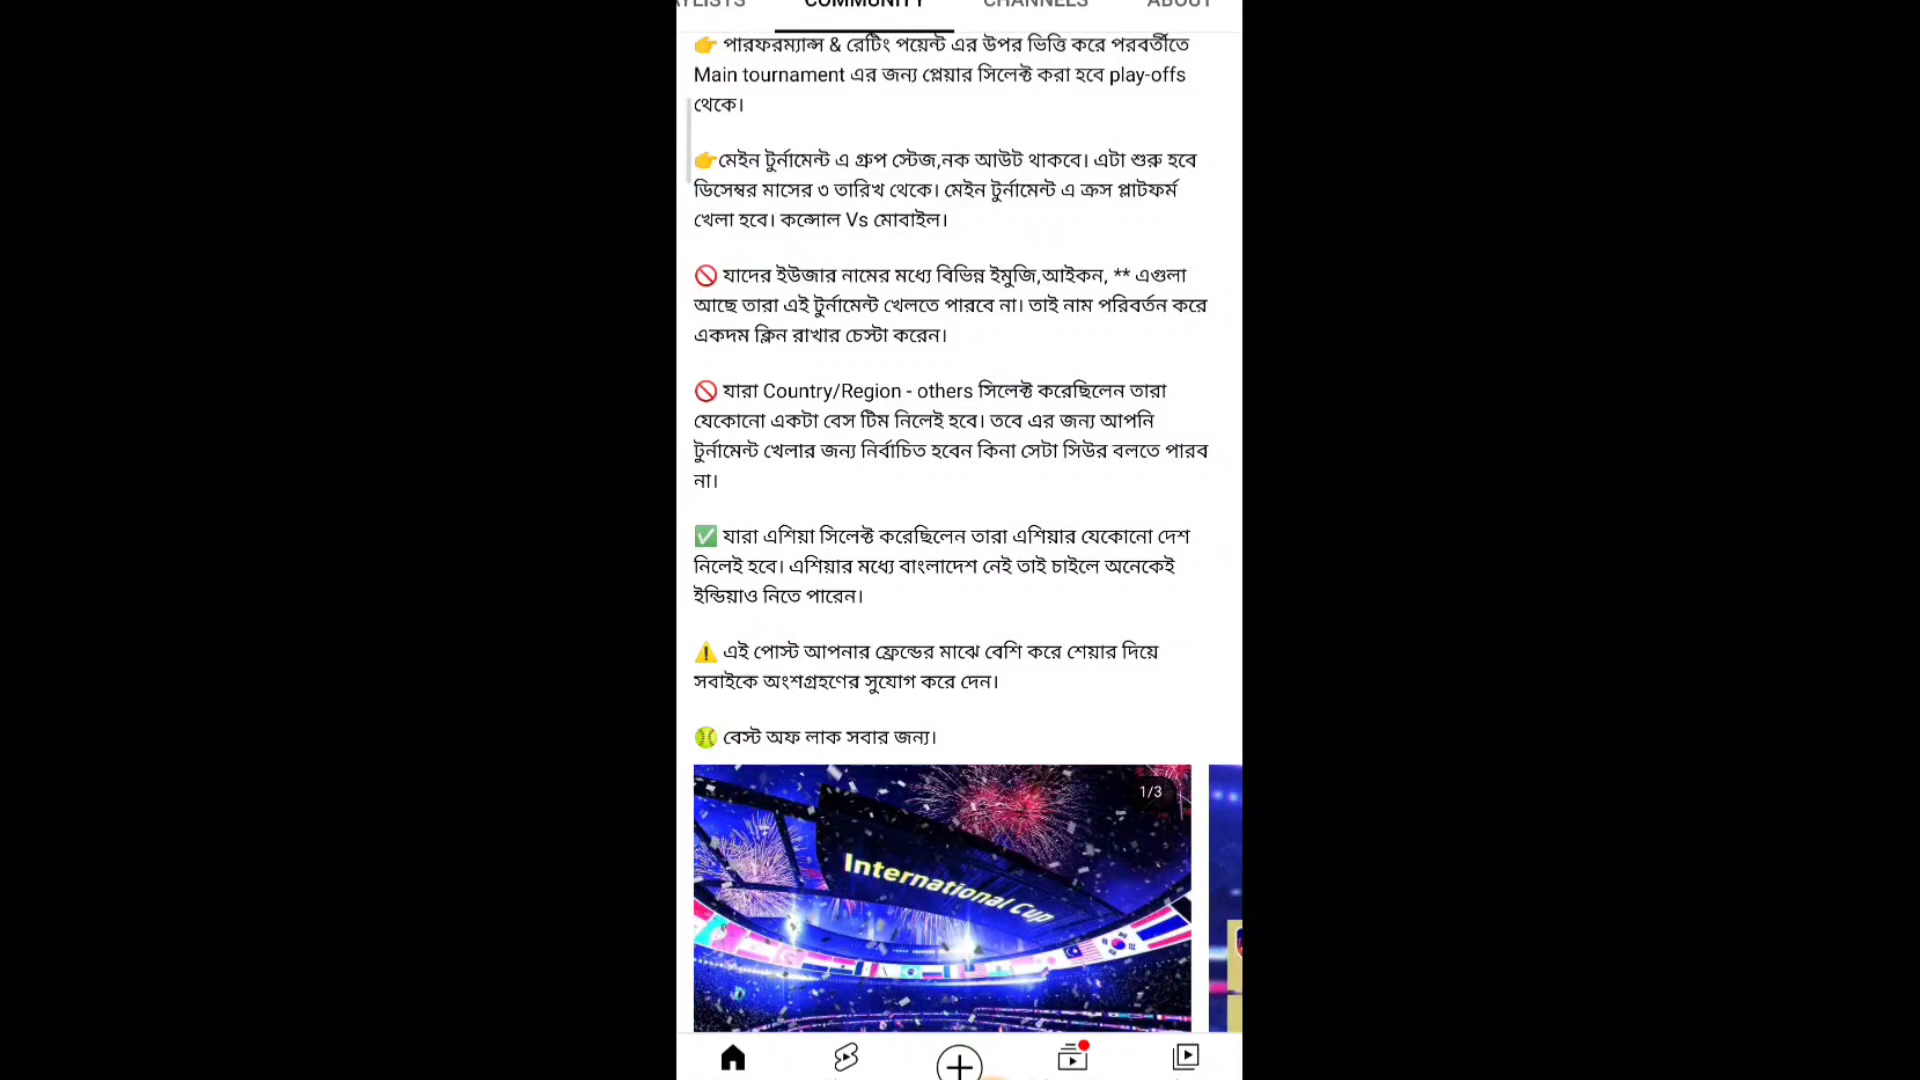 COMMUNITY
CHANNELS
ABOUT
👉 পারফরম্যান্স & রেটিং পয়েন্ট এর উপর ভিত্তি করে পরবর্তীতে
Main tournament এর জন্য প্লেয়ার সিলেক্ট করা হবে play-offs
থেকে।
👉মেইন টুর্নামেন্ট এ গ্রুপ স্টেজ,নক আউট থাকবে। এটা শুরু হবে
ডিসেম্বর মাসের ৩ তারিখ থেকে। মেইন টুর্নামেন্ট এ ক্রস প্লাটফর্ম
খেলা হবে। কন্সোল Vs মোবাইল।
🚫 যাদের ইউজার নামের মধ্যে বিভিন্ন ইমুজি,আইকন, ** এগুলা
আছে তারা এই টুর্নামেন্ট খেলতে পারবে না। তাই নাম পরিবর্তন করে
একদম ক্লিন রাখার চেস্টা করেন।
🚫 যারা Country/Region - others সিলেক্ট করেছিলেন তারা
যেকোনো একটা বেস টিম নিলেই হবে। তবে এর জন্য আপনি
টুর্নামেন্ট খেলার জন্য নির্বাচিত হবেন কিনা সেটা সিউর বলতে পারব
না।
✅ যারা এশিয়া সিলেক্ট করেছিলেন তারা এশিয়ার যেকোনো দেশ
নিলেই হবে। এশিয়ার মধ্যে বাংলাদেশ নেই তাই চাইলে অনেকেই
ইন্ডিয়াও নিতে পারেন।
⚠️ এই পোস্ট আপনার ফ্রেন্ডের মাঝে বেশি করে শেয়ার দিয়ে
সবাইকে অংশগ্রহণের সুযোগ করে দেন।
🥎 বেস্ট অফ লাক সবার জন্য।
1/3
International Cup